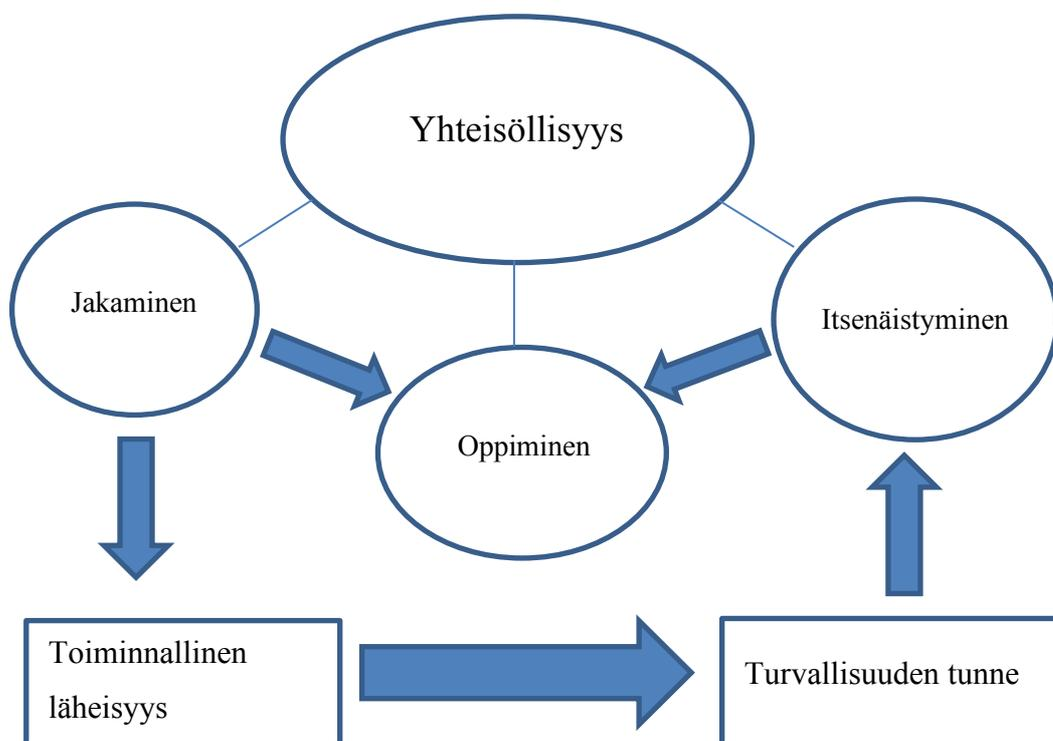 Yhteisöllisyys
Jakaminen
Itsenäistyminen
Oppiminen
Toiminnallinen
läheisyys
Turvallisuuden tunne